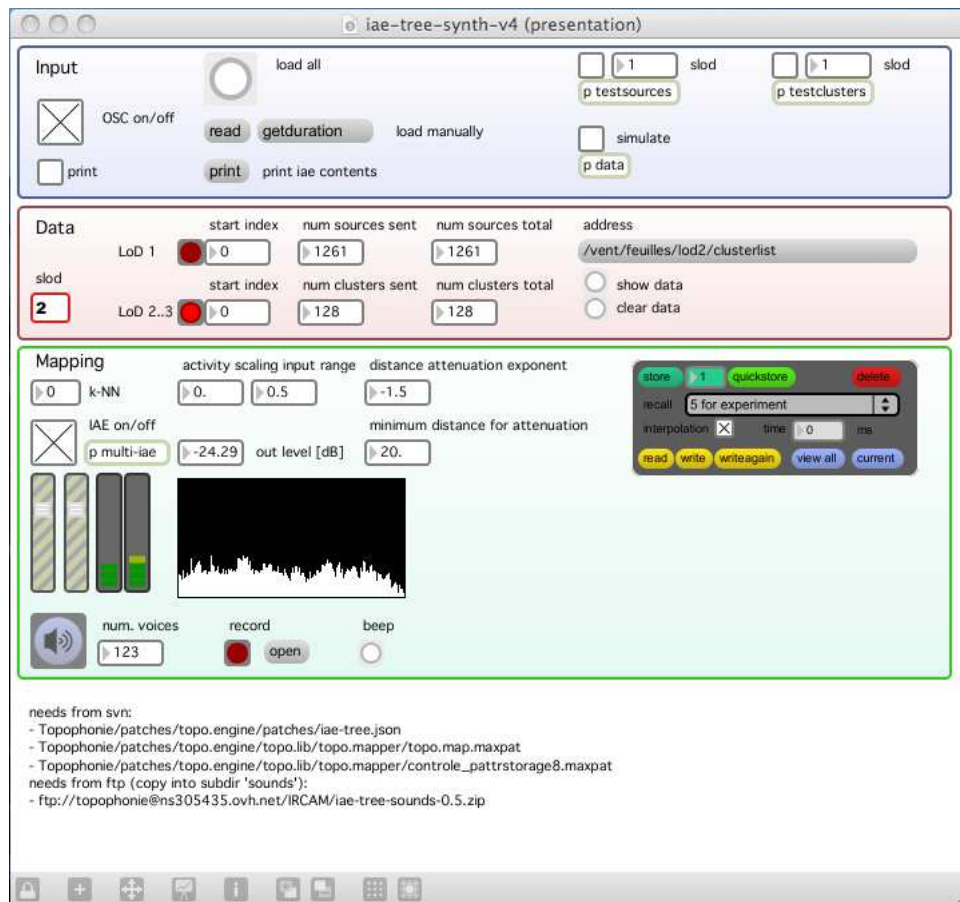 iae-tree-synth-v4 (presentation)
Input
load all
1 slod
1 slod
p testsources
p testclusters
OSC on/off
read getduration load manually
simulate
print
print print iae contents
p data
Data
start index num sources sent num sources total address
LoD 1 0 1261 1261 /vent/feuilles/lod2/clusterlist
slod
start index num clusters sent num clusters total
show data
2
LoD 2..3 0 128 128
clear data
Mapping
activity scaling input range distance attenuation exponent
0 k-NN 0. 0.5 -1.5
store 1 quickstore delete
recall 5 for experiment
IAE on/off
minimum distance for attenuation
interpolation time 0 ms
p multi-iae -24.29 out level [dB] 20.
read write writeagain view all current
num. voices record beep
123 open
needs from svn:
- Topophonie/patches/topo.engine/patches/iae-tree.json
- Topophonie/patches/topo.engine/topo.lib/topo.mapper/topo.map.maxpat
- Topophonie/patches/topo.engine/topo.lib/topo.mapper/controle_pattrstorage8.maxpat
needs from ftp (copy into subdir 'sounds'):
- ftp://topophonie@ns305435.ovh.net/IRCAM/iae-tree-sounds-0.5.zip